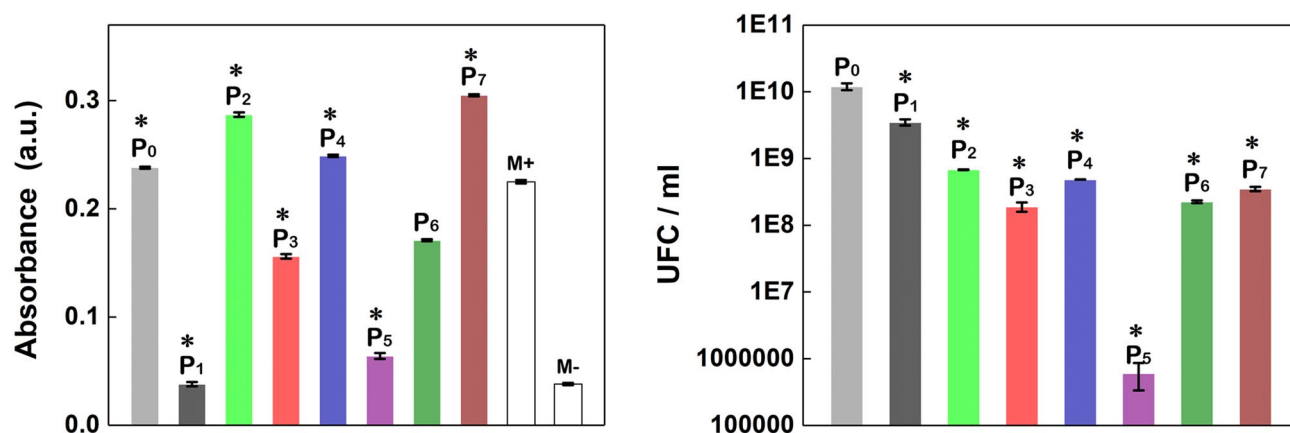 Absorbance (a.u.)
0.3
0.2
0.1
0.0
* P0
* P1
* P2
* P3
* P4
* P5
P6
* P7
M+
M-
UFC / ml
1E11
1E10
1E9
1E8
1E7
1000000
100000
P0
* P1
* P2
* P3
* P4
* P5
* P6
* P7